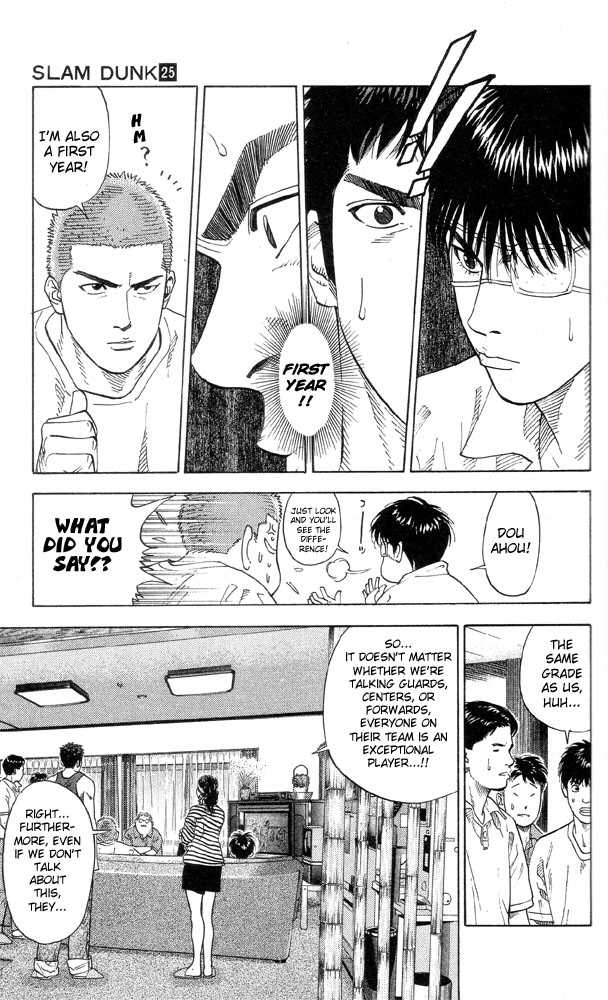 SLAM DUNK 25
FIRST
YEAR
!!
HM
?
I'M ALSO
A FIRST
YEAR!
DOU
AHOU!
JUST LOOK
AND YOU'LL
SEE THE
DIFFE-
RENCE!
WHAT
DID YOU
SAY!?
THE
SAME
GRADE
AS US,
HUH...
SO...
IT DOESN'T MATTER
WHETHER WE'RE
TALKING GUARDS,
CENTERS, OR
FORWARDS,
EVERYONE ON
THEIR TEAM IS AN
EXCEPTIONAL
PLAYER...!!
RIGHT...
FURTHER-
MORE, EVEN
IF WE DON'T
TALK
ABOUT
THIS,
THEY...